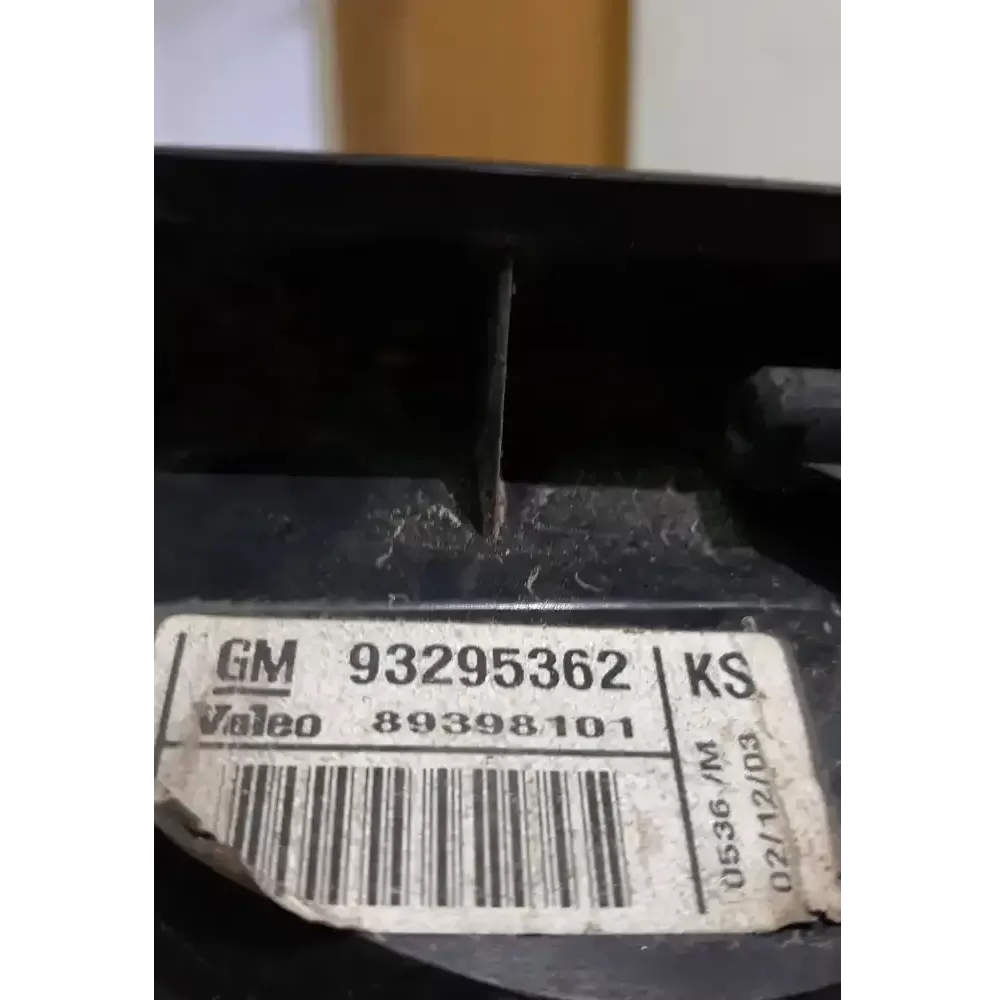 GM 93295362
Valeo 89398101
KS
0536 /M
02/12/03